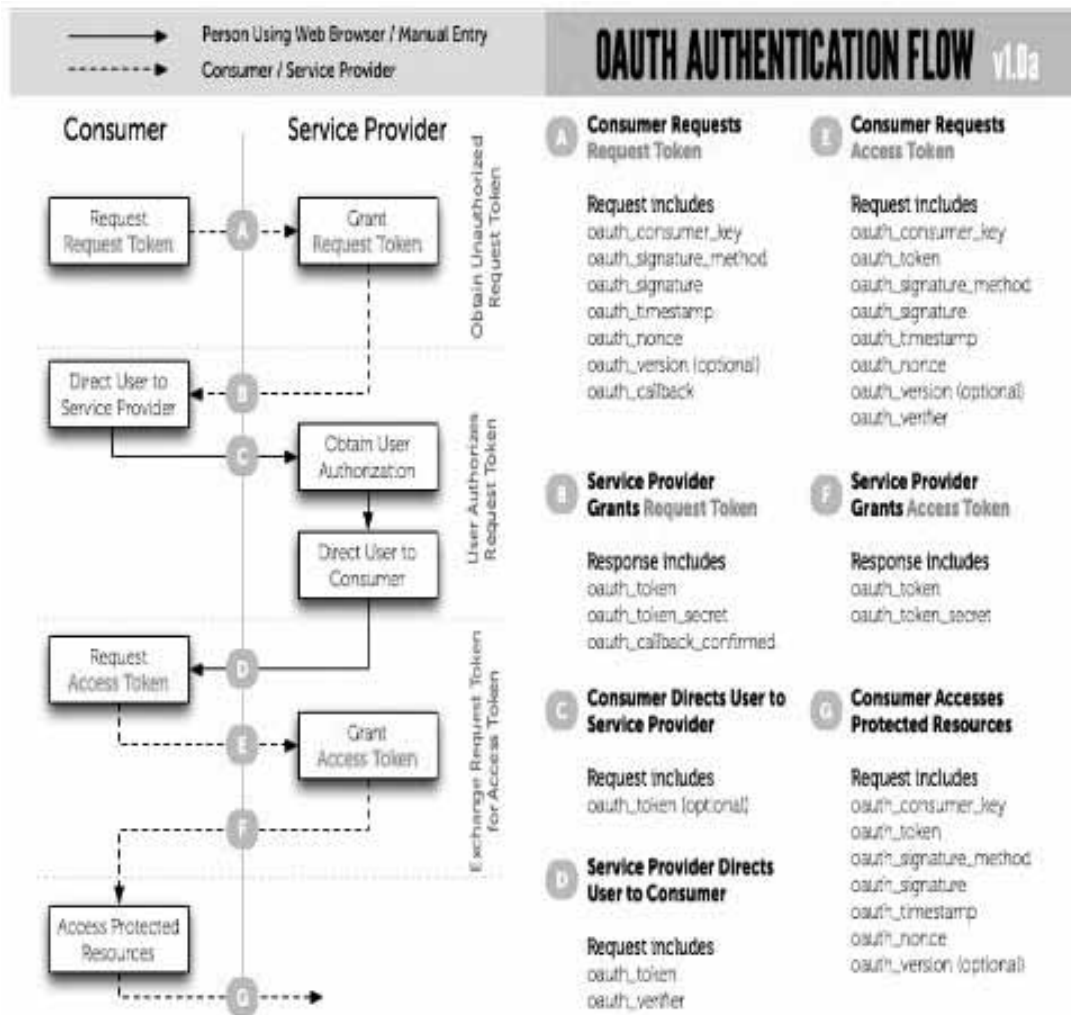 Person Using Web Browser / Manual Entry
Consumer / Service Provider
OAUTH AUTHENTICATION FLOW v1.0a
Consumer
Service Provider
Request
Request Token
A
Grant
Request Token
Obtain Unauthorized
Request Token
Direct User to
Service Provider
B
C
Obtain User
Authorization
Direct User to
Consumer
User Authorizes
Request Token
Request
Access Token
D
E
Grant
Access Token
F
Exchange Request Token
for Access Token
Access Protected
Resources
G
A
Consumer Requests
Request Token
Request includes
oauth_consumer_key
oauth_signature_method
oauth_signature
oauth_timestamp
oauth_nonce
oauth_version (optional)
oauth_callback
B
Service Provider
Grants Request Token
Response includes
oauth_token
oauth_token_secret
oauth_callback_confirmed
C
Consumer Directs User to
Service Provider
Request includes
oauth_token (optional)
D
Service Provider Directs
User to Consumer
Request includes
oauth_token
oauth_verifier
E
Consumer Requests
Access Token
Request includes
oauth_consumer_key
oauth_token
oauth_signature_method
oauth_signature
oauth_timestamp
oauth_nonce
oauth_version (optional)
oauth_verifier
F
Service Provider
Grants Access Token
Response includes
oauth_token
oauth_token_secret
G
Consumer Accesses
Protected Resources
Request includes
oauth_consumer_key
oauth_token
oauth_signature_method
oauth_signature
oauth_timestamp
oauth_nonce
oauth_version (optional)